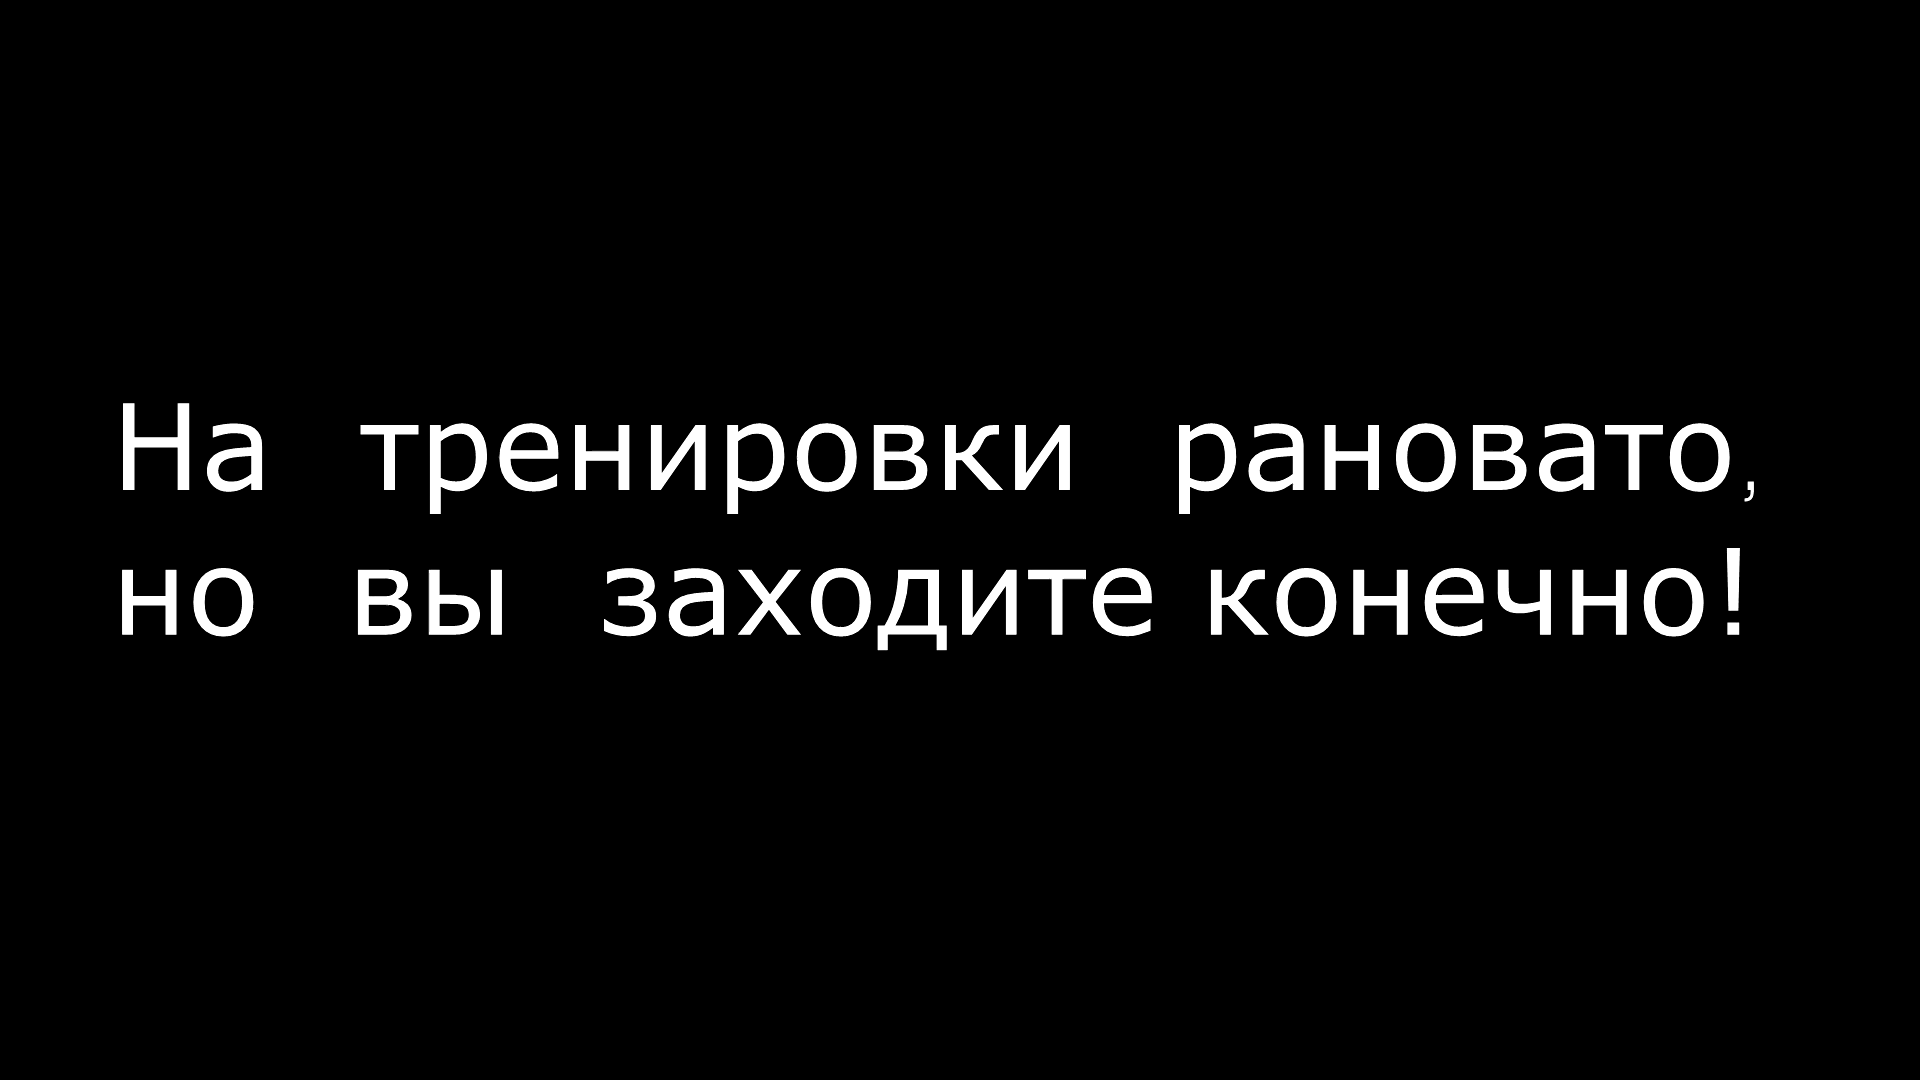 На тренировки рановато,
но вы заходите конечно!